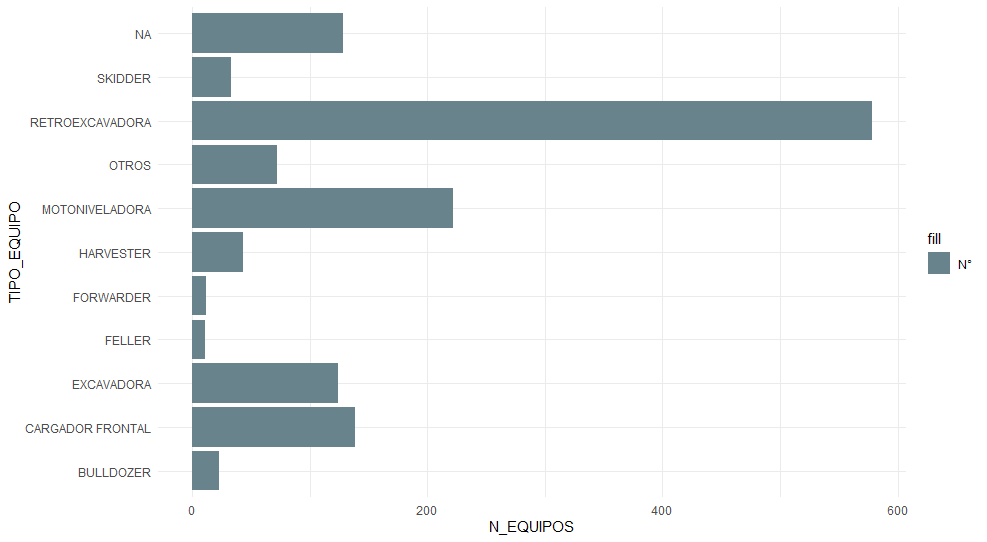 NA
SKIDDER
RETROEXCAVADORA
OTROS
MOTONIVELADORA
HARVESTER
FORWARDER
FELLER
EXCAVADORA
CARGADOR FRONTAL
BULLDOZER
TIPO_EQUIPO
0 200 400 600
N_EQUIPOS
fill
N°